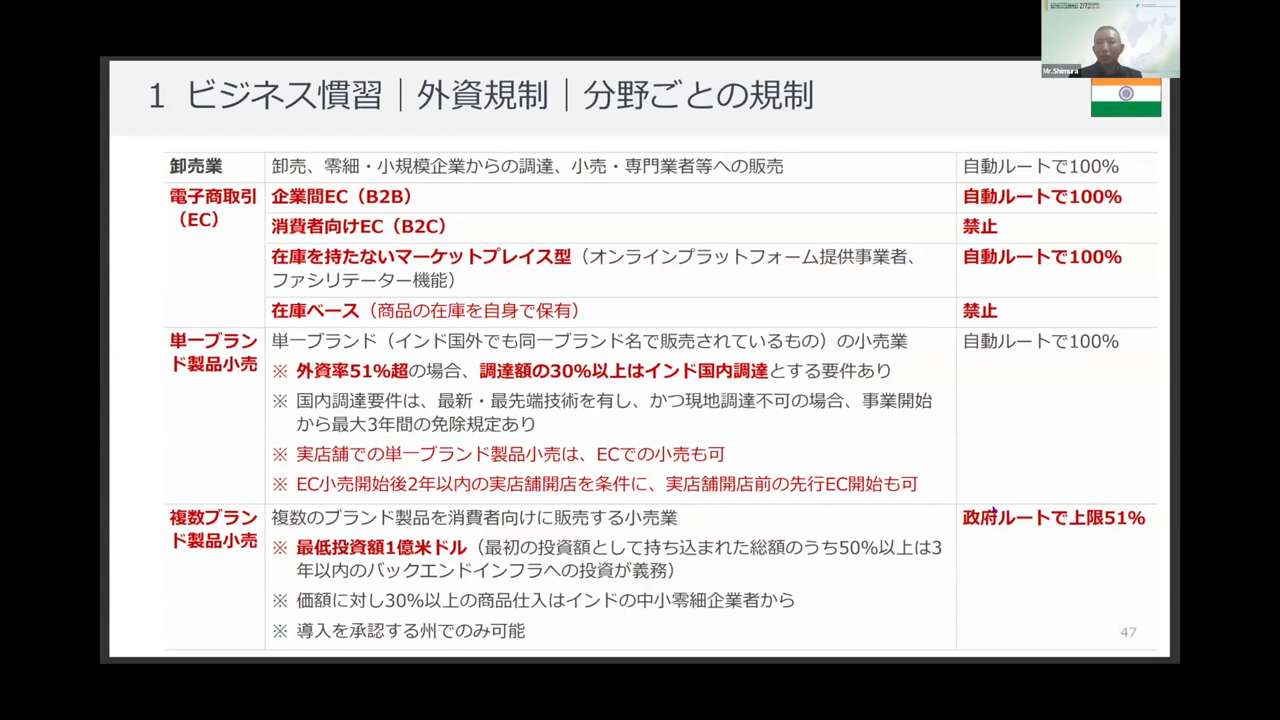 Mr.Shimura
1 ビジネス慣習｜外資規制｜分野ごとの規制
卸売業
卸売、零細・小規模企業からの調達、小売・専門業者等への販売
自動ルートで100%
電子商取引
（EC）
企業間EC（B2B）
自動ルートで100%
消費者向けEC（B2C）
禁止
在庫を持たないマーケットプレイス型（オンラインプラットフォーム提供事業者、
ファシリテーター機能）
自動ルートで100%
在庫ベース（商品の在庫を自身で保有）
禁止
単一ブラン
ド製品小売
単一ブランド（インド国外でも同一ブランド名で販売されているもの）の小売業
自動ルートで100%
※ 外資率51%超の場合、調達額の30%以上はインド国内調達とする要件あり
※ 国内調達要件は、最新・最先端技術を有し、かつ現地調達不可の場合、事業開始
から最大3年間の免除規定あり
※ 実店舗での単一ブランド製品小売は、ECでの小売も可
※ EC小売開始後2年以内の実店舗開店を条件に、実店舗開店前の先行EC開始も可
複数ブラン
ド製品小売
複数のブランド製品を消費者向けに販売する小売業
政府ルートで上限51%
※ 最低投資額1億米ドル（最初の投資額として持ち込まれた総額のうち50%以上は3
年以内のバックエンドインフラへの投資が義務）
※ 価額に対し30%以上の商品仕入はインドの中小零細企業者から
※ 導入を承認する州でのみ可能
47